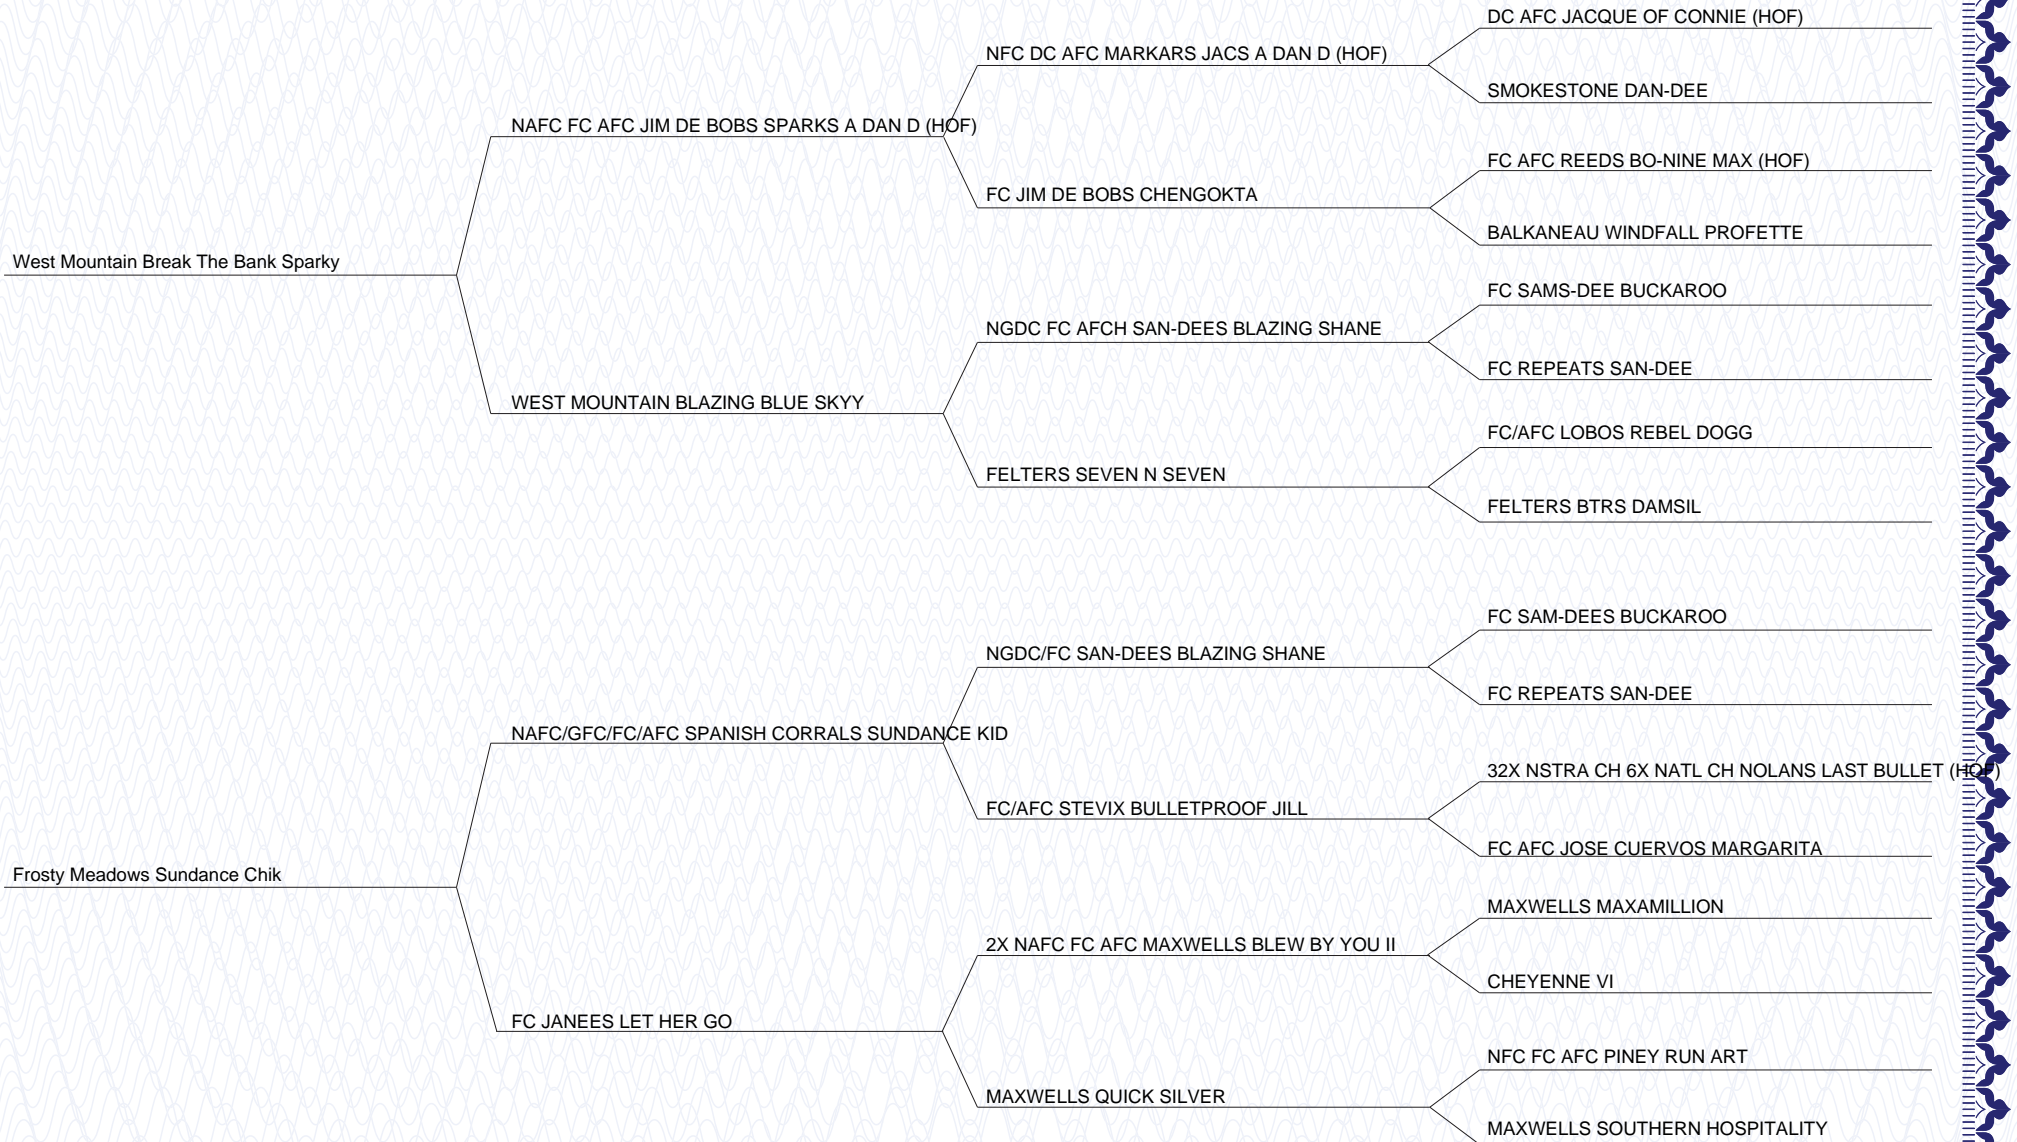 DC AFC JACQUE OF CONNIE (HOF)
NFC DC AFC MARKARS JACS A DAN D (HOF)
SMOKESTONE DAN-DEE
NAFC FC AFC JIM DE BOBS SPARKS A DAN D (HOF)
FC AFC REEDS BO-NINE MAX (HOF)
FC JIM DE BOBS CHENGOKTA
BALKANEAU WINDFALL PROFETTE
West Mountain Break The Bank Sparky
FC SAMS-DEE BUCKAROO
NGDC FC AFCH SAN-DEES BLAZING SHANE
FC REPEATS SAN-DEE
WEST MOUNTAIN BLAZING BLUE SKYY
FC/AFC LOBOS REBEL DOGG
FELTERS SEVEN N SEVEN
FELTERS BTRS DAMSIL
FC SAM-DEES BUCKAROO
NGDC/FC SAN-DEES BLAZING SHANE
FC REPEATS SAN-DEE
NAFC/GFC/FC/AFC SPANISH CORRALS SUNDANCE KID
32X NSTRA CH 6X NATL CH NOLANS LAST BULLET (HOF)
FC/AFC STEVIX BULLETPROOF JILL
FC AFC JOSE CUERVOS MARGARITA
Frosty Meadows Sundance Chik
MAXWELLS MAXAMILLION
2X NAFC FC AFC MAXWELLS BLEW BY YOU II
CHEYENNE VI
FC JANEES LET HER GO
NFC FC AFC PINEY RUN ART
MAXWELLS QUICK SILVER
MAXWELLS SOUTHERN HOSPITALITY